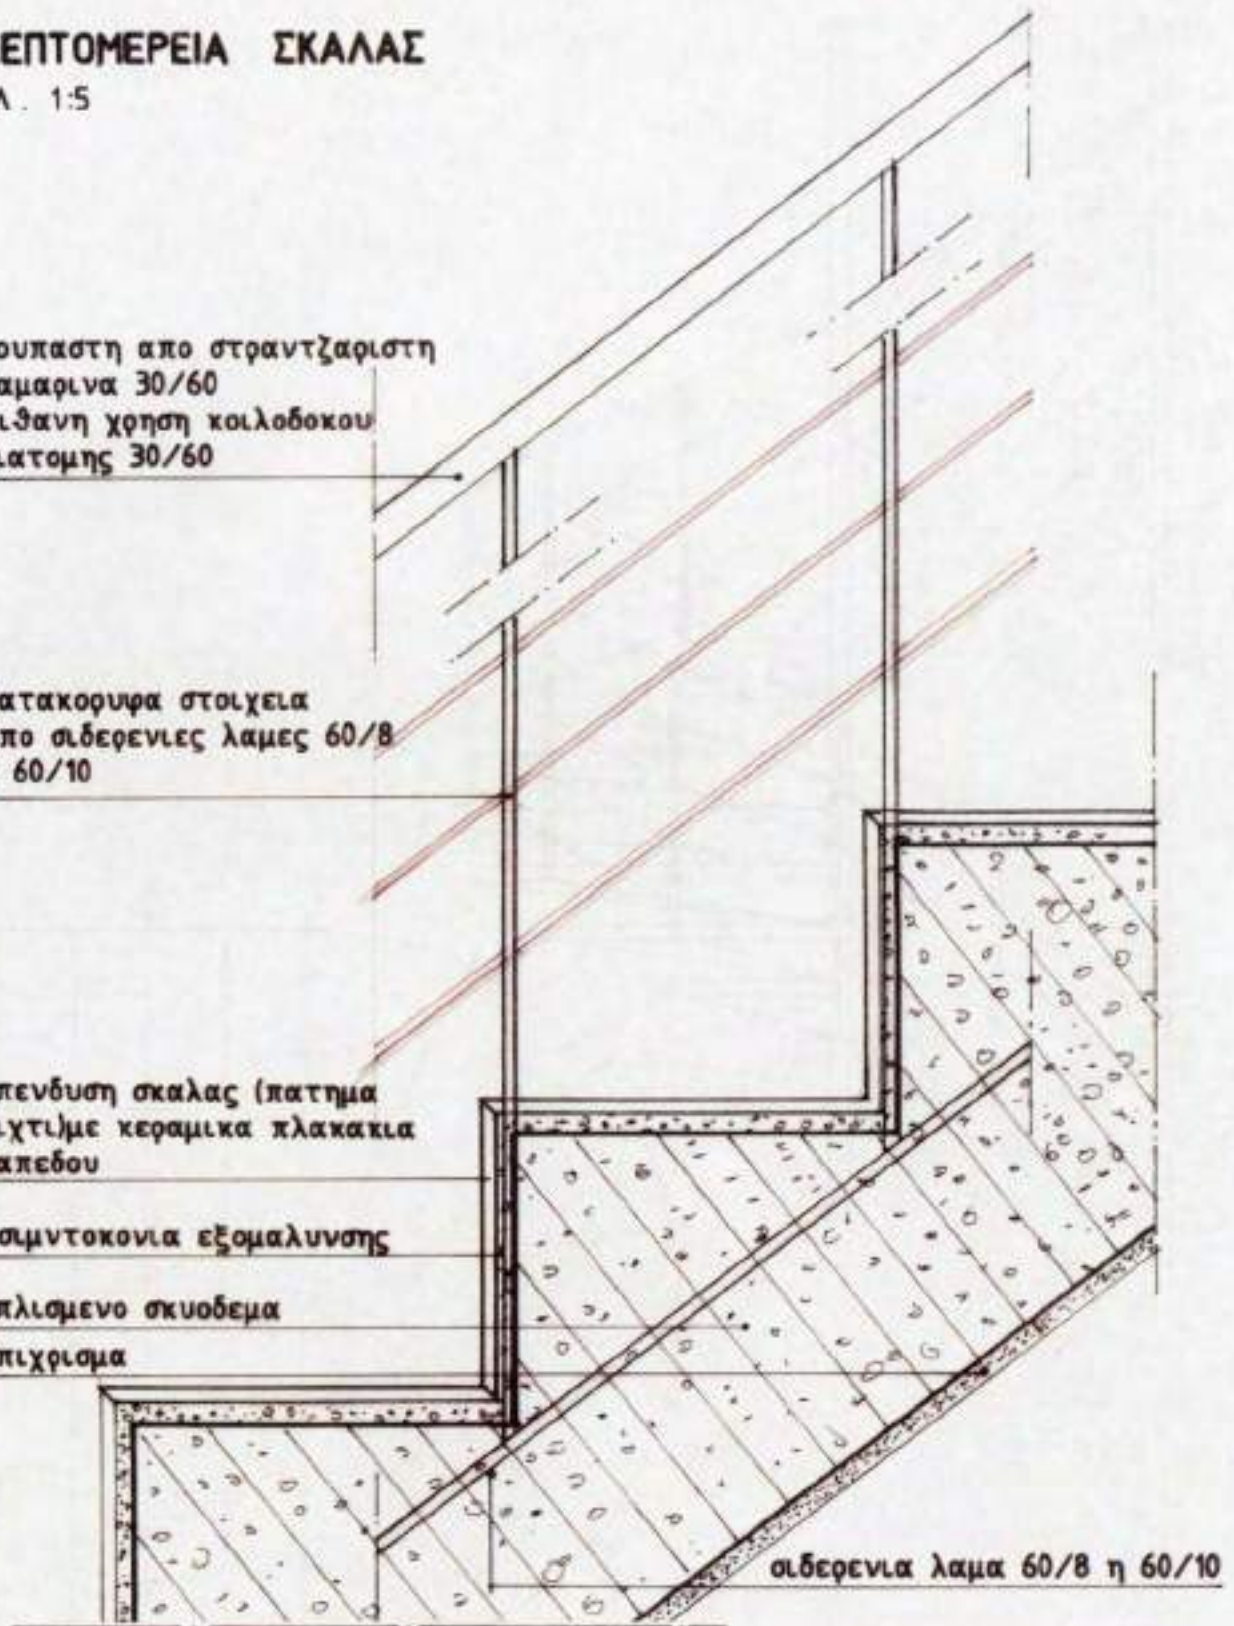 ΕΠΤΟΜΕΡΕΙΑ ΣΚΑΛΑΣ
Λ. 1:5
ουπαστη απο στραντζαριστη
αμαρινα 30/60
ιθανη χρηση κοιλοδοκου
ιατομης 30/60
ατακορυφα στοιχεια
πο σιδερενιες λαμες 60/8
60/10
πενδυση σκαλας (πατημα
ιχτι)με κεραμικα πλακακια
απεδου
σιμντοκονια εξομαλυνσης
πλισμενο σκυοδεμα
πιχρισμα
σιδερενια λαμα 60/8 η 60/10